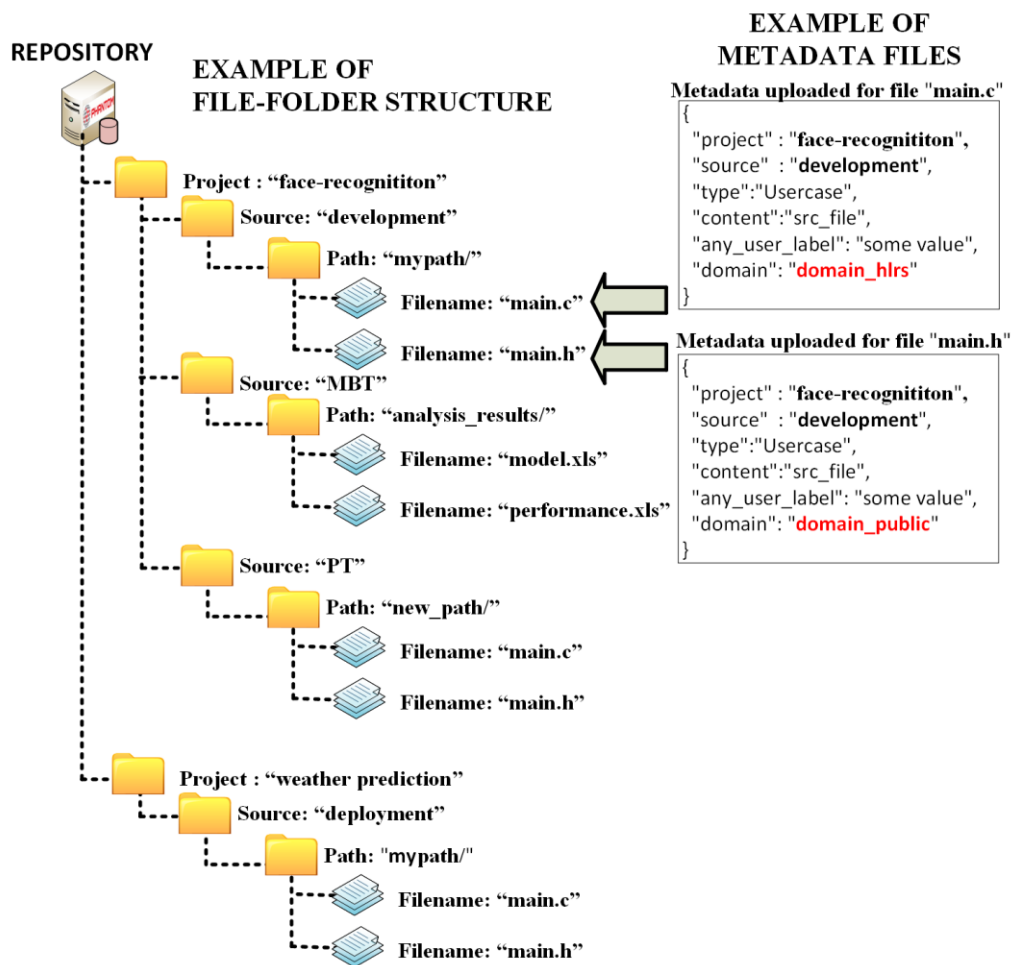 REPOSITORY
EXAMPLE OF
FILE-FOLDER STRUCTURE
PHANTOM
Project : “face-recognititon”
Source: “development”
Path: “mypath/”
Filename: “main.c”
Filename: “main.h”
Source: “MBT”
Path: “analysis_results/”
Filename: “model.xls”
Filename: “performance.xls”
Source: “PT”
Path: “new_path/”
Filename: “main.c”
Filename: “main.h”
Project : “weather prediction”
Source: “deployment”
Path: "mypath/"
Filename: “main.c”
Filename: “main.h”
EXAMPLE OF
METADATA FILES
Metadata uploaded for file "main.c"
{
"project" : "face-recognititon",
"source" : "development",
"type":"Usercase",
"content":"src_file",
"any_user_label": "some value",
"domain": "domain_hlrs"
}
Metadata uploaded for file "main.h"
{
"project" : "face-recognititon",
"source" : "development",
"type":"Usercase",
"content":"src_file",
"any_user_label": "some value",
"domain": "domain_public"
}